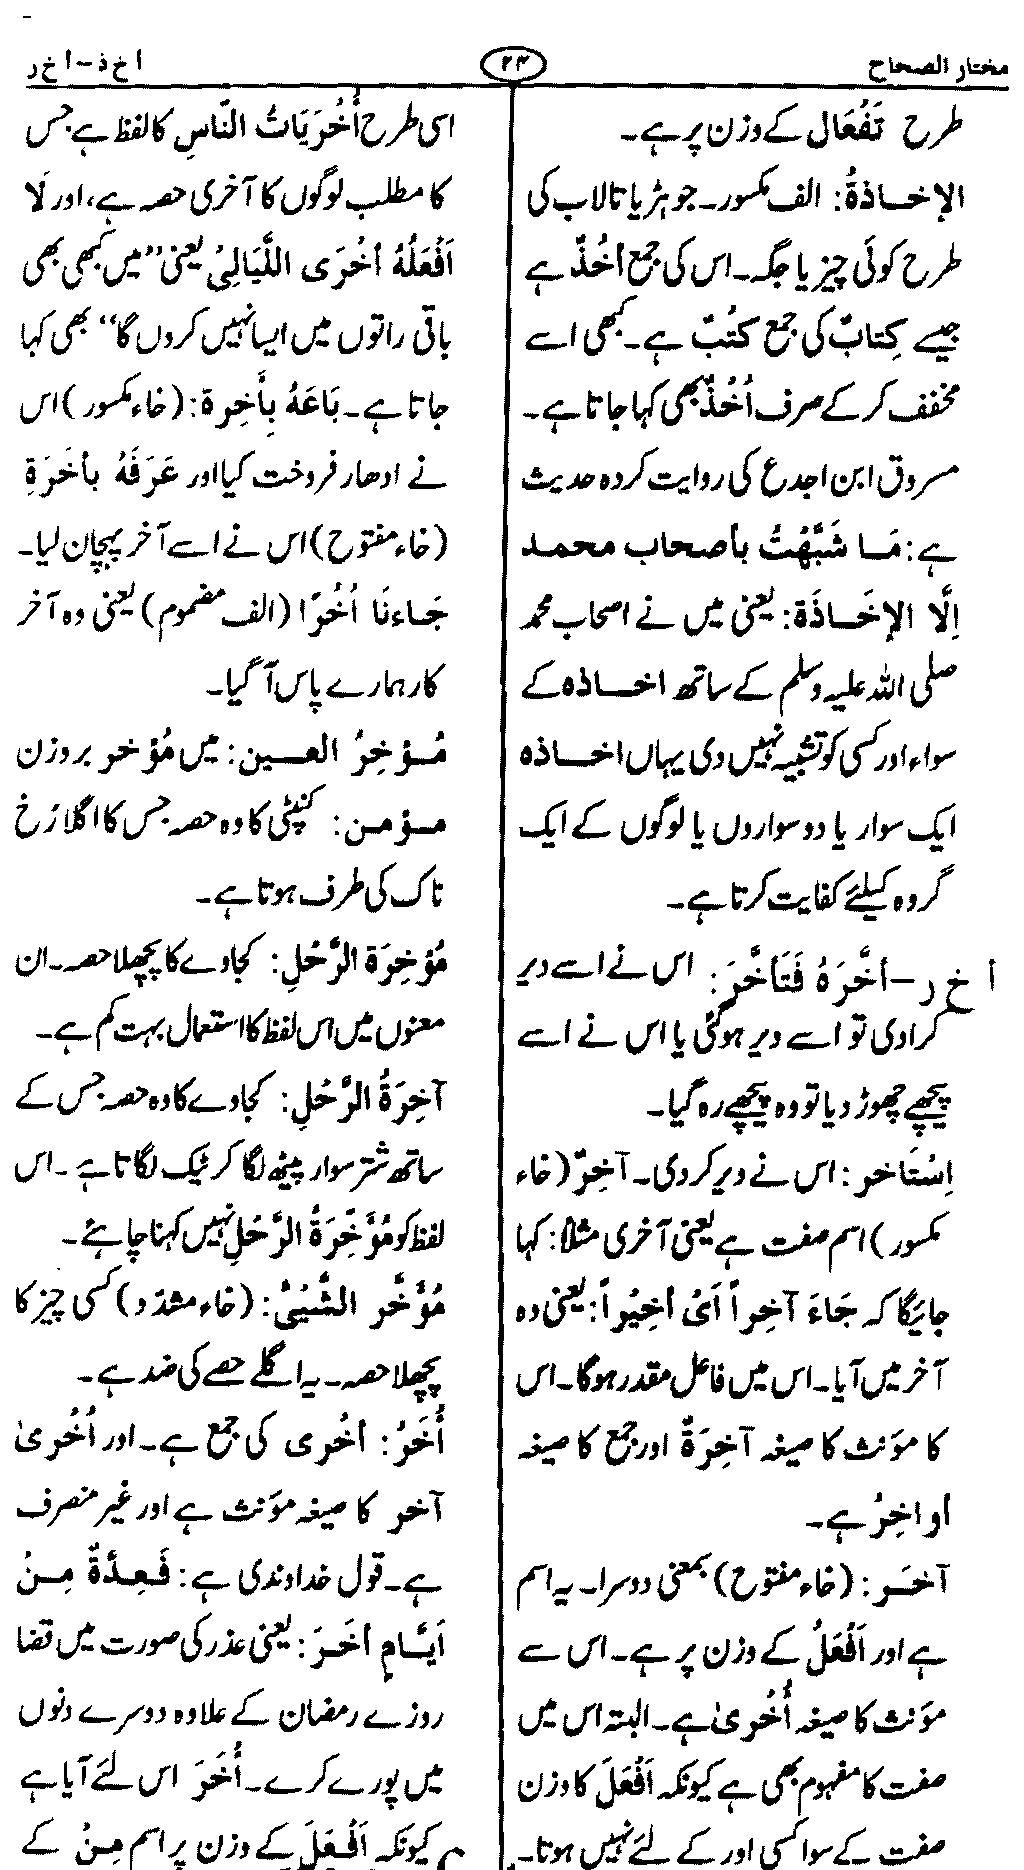 مختار الصحاح ۲۴ أ خ ذ – أ خ ر
طرح تَفْعَال کے وزن پر ہے۔
الإخاذةُ: الف مکسور۔ جوہڑ یا تالاب کی
طرح کوئی چیز یا جگہ۔ اس کی جمع أُخُذٌ ہے
جیسے کِتابٌ کی جمع کُتُبٌ ہے۔ کبھی اسے
مخفف کر کے صرف اُخْذٌ بھی کہا جاتا ہے۔
مسروق ابن اجدع کی روایت کردہ حدیث
ہے: مَا شَبَّهْتُ بأصحاب محمد
اِلَّا الإخَاذَة: یعنی میں نے اصحاب محمد
صلی اللہ علیہ وسلم کے ساتھ اخاذہ کے
سواء اور کسی کو تشبیہ نہیں دی یہاں اخاذہ
ایک سوار یا دو سواروں یا لوگوں کے ایک
گروہ کیلئے کفایت کرتا ہے۔
أ خ ر – أَخَّرَهُ فَتَأَخَّرَ: اس نے اسے دیر
کرا دی تو اسے دیر ہو گئی یا اس نے اسے
پیچھے چھوڑ دیا تو وہ پیچھے رہ گیا۔
اِسْتَاخر: اس نے دیر کر دی۔ آخِرٌ (خاء
مکسور) اسم صفت ہے یعنی آخری مثلاً: کہا
جائیگا کہ جَاءَ آخِراً اَیْ أخِیْراً: یعنی وہ
آخر میں آیا۔ اس میں فاعل مقدر ہوگا۔ اس
کا مؤنث کا صیغہ آخِرَةٌ اور جمع کا صیغہ
أواخِرُ ہے۔
آخَر: (خاء مفتوح) بمعنی دوسرا۔ یہ اسم
ہے اور اَفْعَلُ کے وزن پر ہے۔ اس سے
مؤنث کا صیغہ أُخْریٰ ہے۔ البتہ اس میں
صفت کا مفہوم بھی ہے کیونکہ اَفْعَلَ کا وزن
صفت کے سوا کسی اور کے لئے نہیں ہوتا۔
اسی طرح أُخْرَيَاتُ النَّاسِ کا لفظ ہے جس
کا مطلب لوگوں کا آخری حصہ ہے، اور لَا
اَفْعَلُهُ أخْرَى اللَّيَالِيْ یعنی "میں کبھی بھی
باقی راتوں میں ایسا نہیں کروں گا" بھی کہا
جاتا ہے۔ بَاعَهُ بِأَخِرة: (خاء مکسور) اس
نے ادھار فروخت کیا اور عَرَفَهُ بأخَرَةِ
(خاء مفتوح) اس نے اسے آخر پہچان لیا۔
جَاءنَا اُخُرًا (الف مضموم) یعنی وہ آخر
کار ہمارے پاس آ گیا۔
مُؤخِرُ العين: میں مُؤخر بروزن
مؤمن: کنپٹی کا وہ حصہ جس کا اگلا رُخ
ناک کی طرف ہوتا ہے۔
مُؤخِرَة الرَّحْلِ: کجاوے کا پچھلا حصہ۔ ان
معنوں میں اس لفظ کا استعمال بہت کم ہے۔
آخِرَةُ الرَّحْلِ: کجاوے کا وہ حصہ جس کے
ساتھ شتر سوار پیٹھ لگا کر ٹیک لگاتا ہے۔ اس
لفظ کو مُؤَخِّرَةُ الرَّحْلِ نہیں کہنا چاہئے۔
مُؤَخَّر الشَّيْئُ: (خاء مشدّد) کسی چیز کا
پچھلا حصہ۔ یہ اگلے حصے کی ضد ہے۔
أُخَرُ: أخْرى کی جمع ہے۔ اور اُخْریٰ
آخر کا صیغہ مؤنث ہے اور غیر منصرف
ہے۔ قول خداوندی ہے: فَعِدَّةٌ مِنْ
اَيَّامٍ أخَرَ: یعنی عذر کی صورت میں قضا
روزے رمضان کے علاوہ دوسرے دنوں
میں پورے کرے۔ أُخَرَ اس لئے آیا ہے
کیونکہ اَفْعَلَ کے وزن پر اسم مِنْ کے